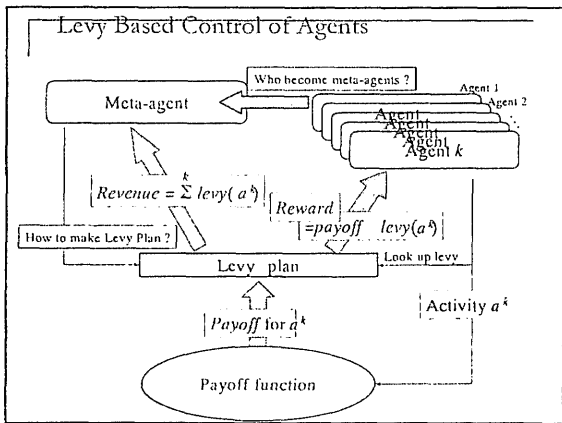 Levy Based Control of Agents
Who become meta-agents ?
Meta-agent
Agent 1
Agent 2
Agent
Agent
Agent
Agent
Agent k
Revenue = Σ^k levy( a^k)
Reward
=payoff levy(a^k)
How to make Levy Plan ?
Look up levy
Levy plan
Activity a^k
Payoff for a^k
Payoff function